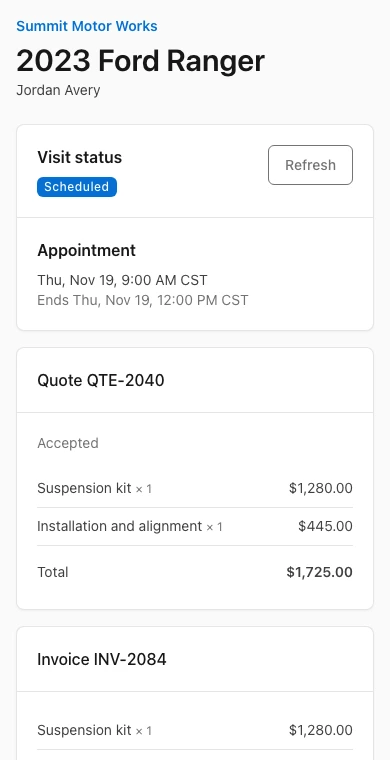 Summit Motor Works
2023 Ford Ranger
Jordan Avery
Visit status
Refresh
Scheduled
Appointment
Thu, Nov 19, 9:00 AM CST
Ends Thu, Nov 19, 12:00 PM CST
Quote QTE-2040
Accepted
Suspension kit × 1 $1,280.00
Installation and alignment × 1 $445.00
Total $1,725.00
Invoice INV-2084
Suspension kit × 1 $1,280.00